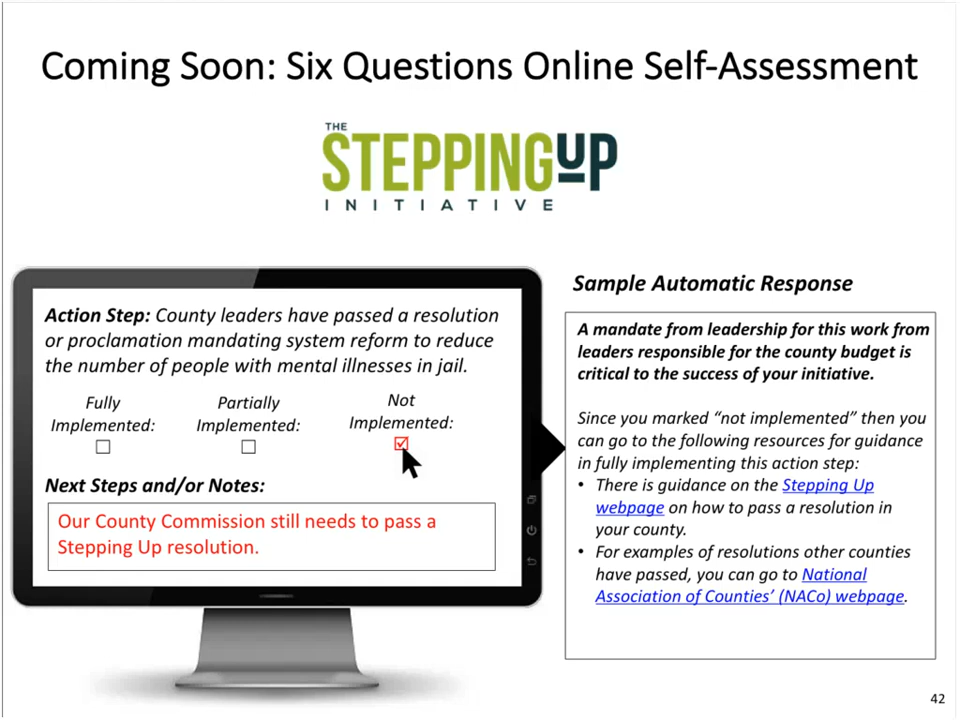 Coming Soon: Six Questions Online Self-Assessment
THE
STEPPINGUP
INITIATIVE
Action Step: County leaders have passed a resolution
or proclamation mandating system reform to reduce
the number of people with mental illnesses in jail.
Fully
Implemented:
☐
Partially
Implemented:
☐
Not
Implemented:
☑
Next Steps and/or Notes:
Our County Commission still needs to pass a
Stepping Up resolution.
Sample Automatic Response
A mandate from leadership for this work from
leaders responsible for the county budget is
critical to the success of your initiative.
Since you marked “not implemented” then you
can go to the following resources for guidance
in fully implementing this action step:
• There is guidance on the Stepping Up
webpage on how to pass a resolution in
your county.
• For examples of resolutions other counties
have passed, you can go to National
Association of Counties’ (NACo) webpage.
42